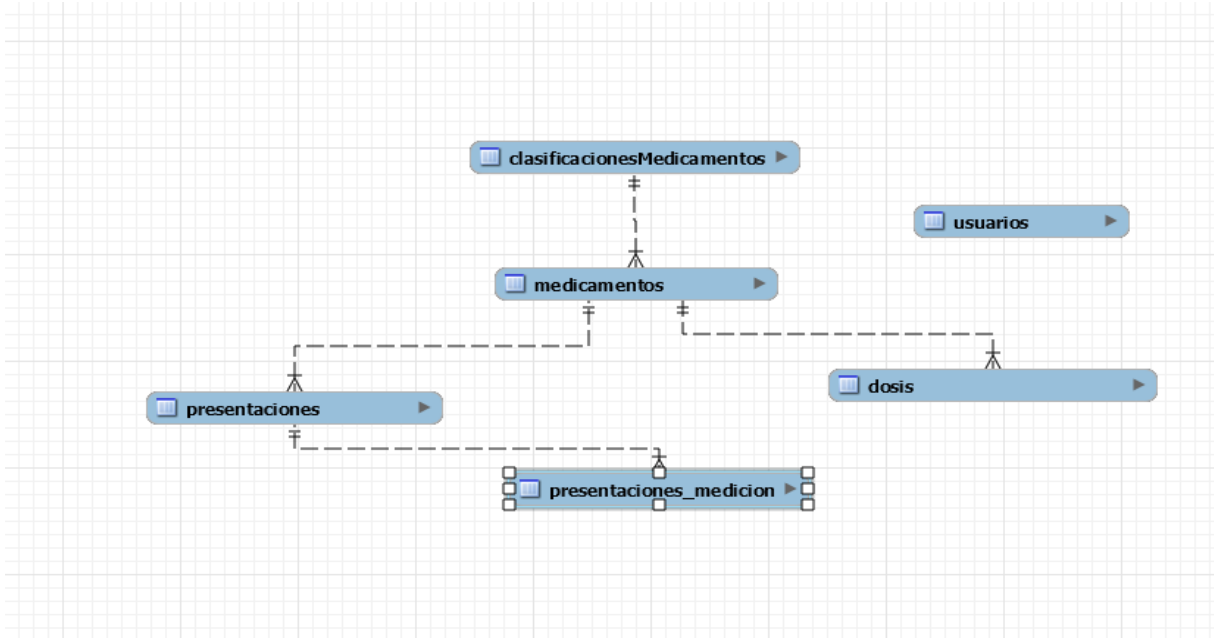 clasificacionesMedicamentos
usuarios
medicamentos
dosis
presentaciones
presentaciones_medicion